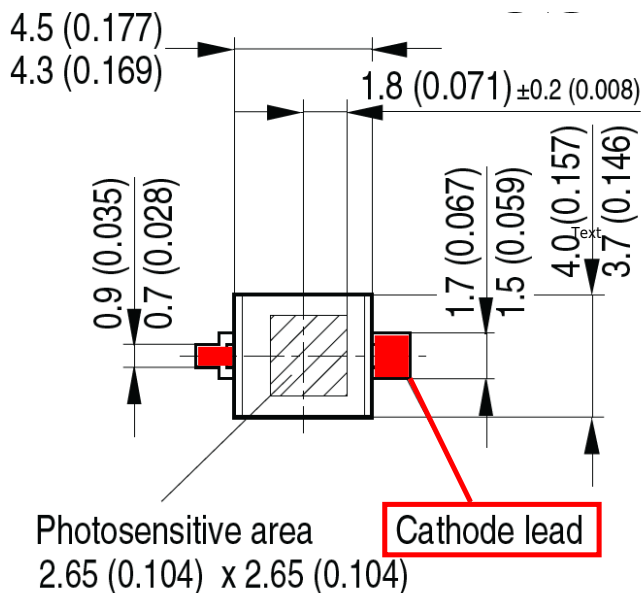 4.5 (0.177)
4.3 (0.169)
1.8 (0.071) ±0.2 (0.008)
0.9 (0.035)
0.7 (0.028)
1.7 (0.067)
1.5 (0.059)
4.0 (0.157)
3.7 (0.146)
Text
Photosensitive area
2.65 (0.104) x 2.65 (0.104)
Cathode lead